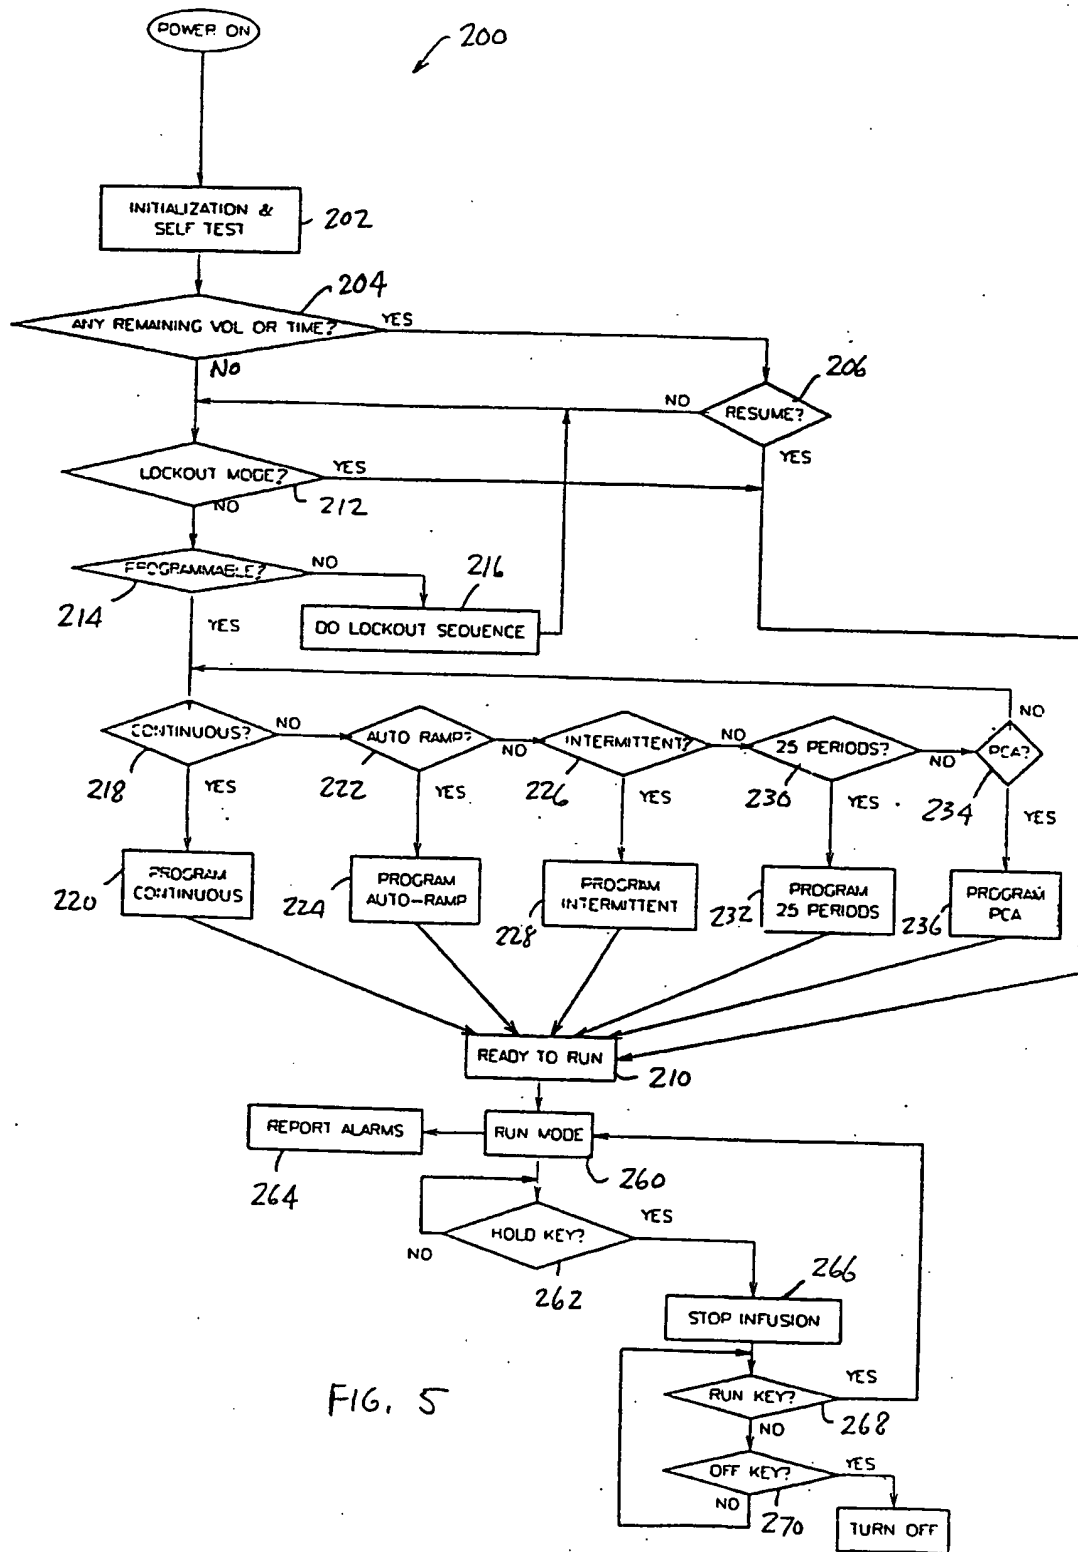 POWER ON
200
INITIALIZATION &
SELF TEST
202
204
ANY REMAINING VOL OR TIME?
YES
No
206
RESUME?
NO
YES
LOCKOUT MODE?
YES
212
NO
PROGRAMMABLE?
NO
214
216
DO LOCKOUT SEQUENCE
YES
NO
CONTINUOUS?
NO
AUTO RAMP?
NO
INTERMITTENT?
NO
25 PERIODS?
NO
PCA?
218
YES
222
YES
226
YES
230
YES
234
YES
PROGRAM
CONTINUOUS
220
PROGRAM
AUTO-RAMP
224
PROGRAM
INTERMITTENT
228
PROGRAM
25 PERIODS
232
PROGRAM
PCA
236
READY TO RUN
210
REPORT ALARMS
264
RUN MODE
260
HOLD KEY?
YES
NO
262
266
STOP INFUSION
RUN KEY?
YES
268
NO
OFF KEY?
YES
NO
270
TURN OFF
FIG. 5